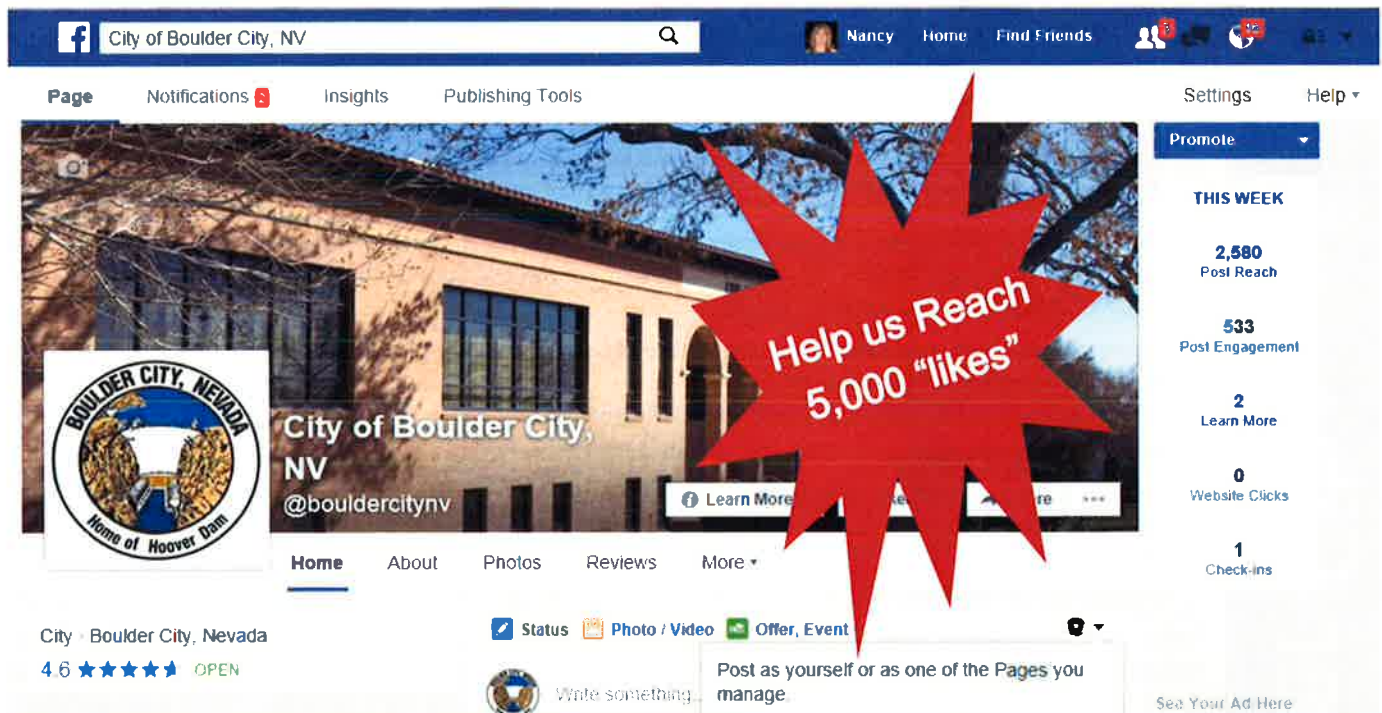 City of Boulder City, NV
Nancy Home Find Friends
Page Notifications 2 Insights Publishing Tools Settings Help
Promote
THIS WEEK
2,580
Post Reach
533
Post Engagement
2
Learn More
0
Website Clicks
1
Check-ins
Help us Reach
5,000 "likes"
BOULDER CITY, NEVADA
Home of Hoover Dam
City of Boulder City,
NV
@bouldercitynv
Learn More
Home About Photos Reviews More
City · Boulder City, Nevada
4.6 OPEN
Status Photo / Video Offer, Event
Write something...
Post as yourself or as one of the Pages you
manage.
See Your Ad Here